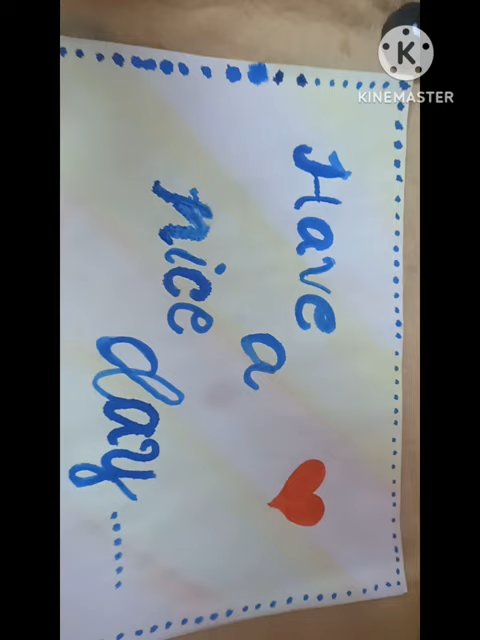 Have
a
nice
day......
K
KINEMASTER